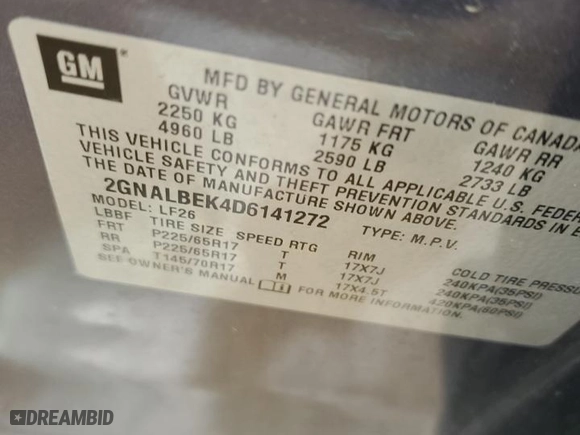 GM
MFD BY GENERAL MOTORS OF CANADA
GVWR GAWR FRT GAWR RR
2250 KG 1175 KG 1240 KG
4960 LB 2590 LB 2733 LB
THIS VEHICLE CONFORMS TO ALL APPLICABLE U.S. FEDER
VEHICLE SAFETY AND THEFT PREVENTION STANDARDS IN E
THE DATE OF MANUFACTURE SHOWN ABOVE.
2GNALBEK4D6141272 TYPE: M.P.V.
MODEL: LF26
LBBF TIRE SIZE SPEED RTG RIM COLD TIRE PRESSU
FRT P225/65R17 T 17X7J 240KPA(35PSI)
RR P225/65R17 T 17X7J 240KPA(35PSI)
SPA T145/70R17 M 17X4.5T 420KPA(60PSI)
SEE OWNER'S MANUAL FOR MORE INFORMATION.
DREAMBID